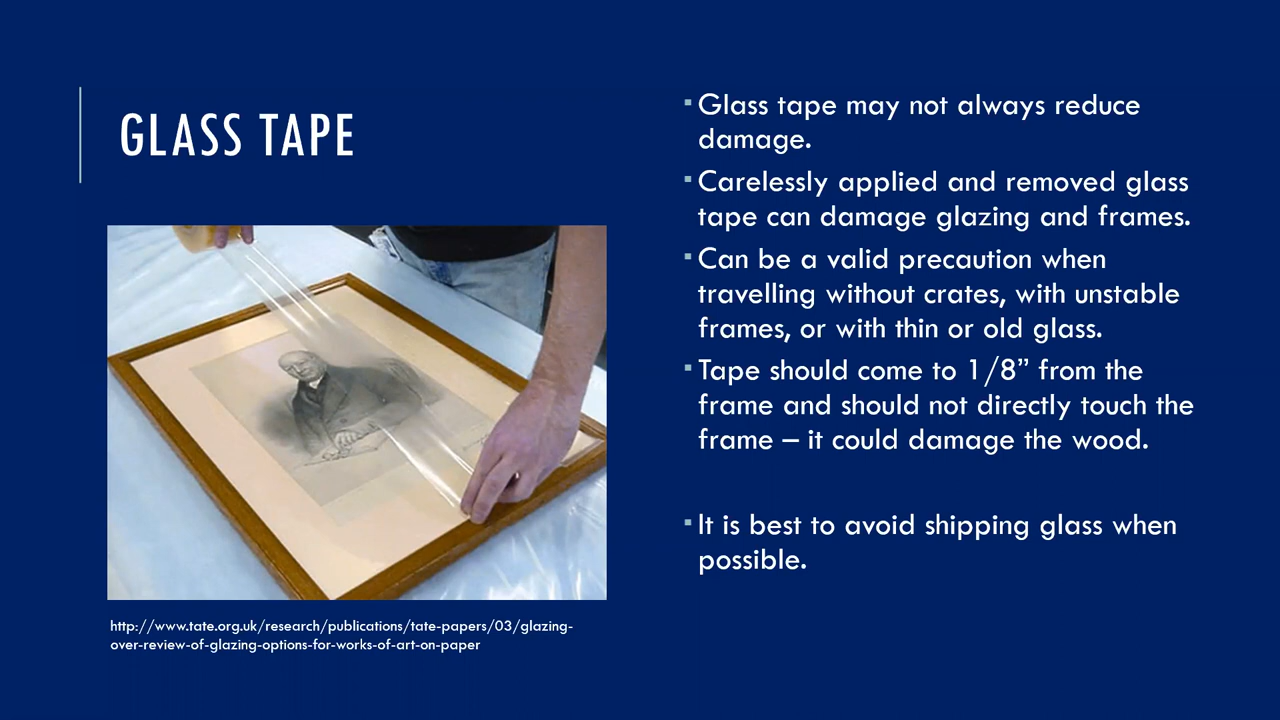 GLASS TAPE
http://www.tate.org.uk/research/publications/tate-papers/03/glazing-
over-review-of-glazing-options-for-works-of-art-on-paper
▪ Glass tape may not always reduce
damage.
▪ Carelessly applied and removed glass
tape can damage glazing and frames.
▪ Can be a valid precaution when
travelling without crates, with unstable
frames, or with thin or old glass.
▪ Tape should come to 1/8” from the
frame and should not directly touch the
frame – it could damage the wood.
▪ It is best to avoid shipping glass when
possible.